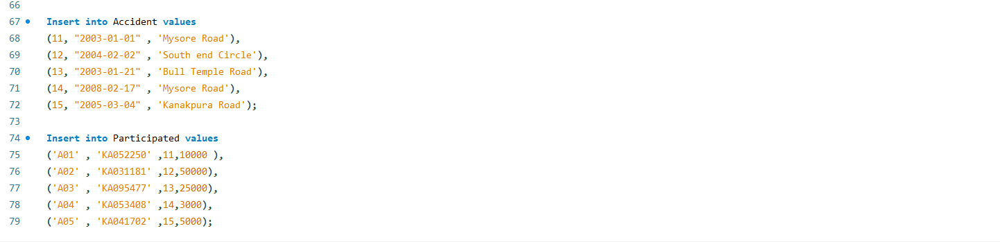 66
67 Insert into Accident values
68 (11, "2003-01-01" , 'Mysore Road'),
69 (12, "2004-02-02" , 'South end Circle'),
70 (13, "2003-01-21" , 'Bull Temple Road'),
71 (14, "2008-02-17" , 'Mysore Road'),
72 (15, "2005-03-04" , 'Kanakpura Road');
73
74 Insert into Participated values
75 ('A01' , 'KA052250' ,11,10000 ),
76 ('A02' , 'KA031181' ,12,50000),
77 ('A03' , 'KA095477' ,13,25000),
78 ('A04' , 'KA053408' ,14,3000),
79 ('A05' , 'KA041702' ,15,5000);